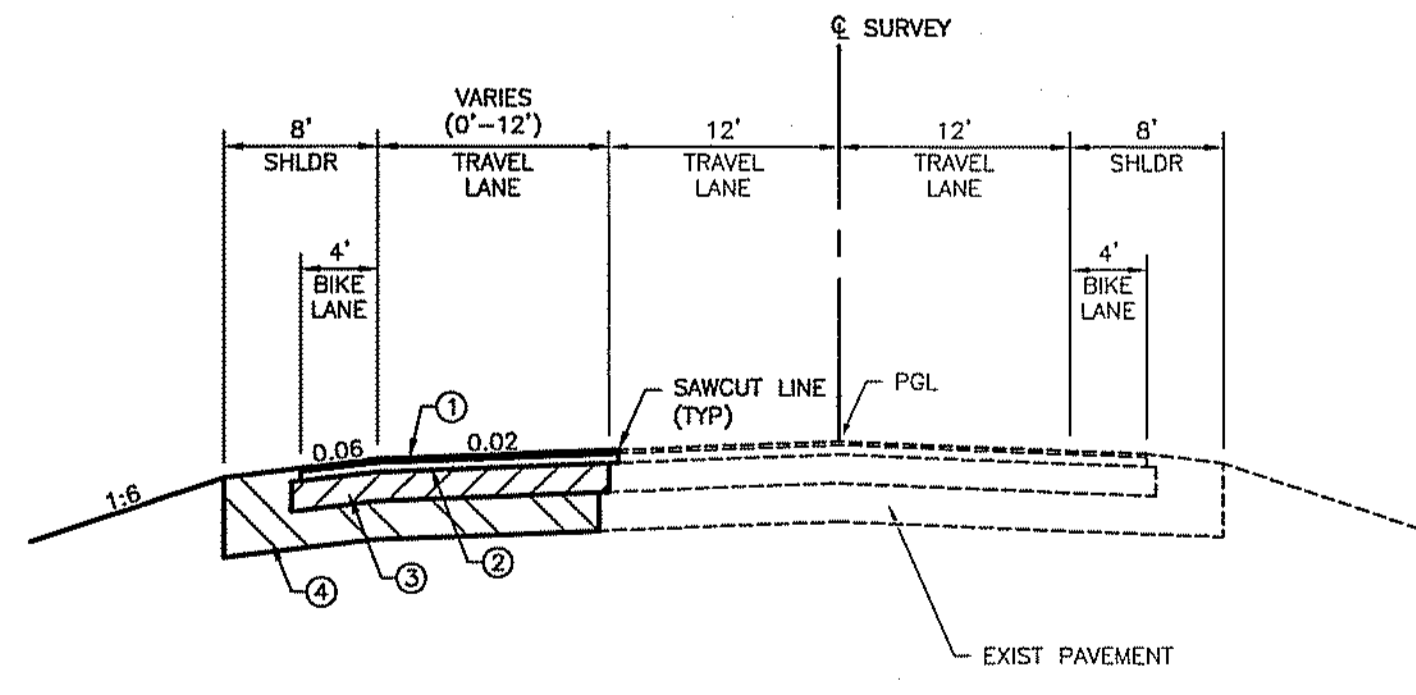 ℄ SURVEY
VARIES
(0'-12')
8'
12'
12'
8'
SHLDR
TRAVEL
LANE
TRAVEL
LANE
TRAVEL
LANE
SHLDR
4'
BIKE
LANE
4'
BIKE
LANE
SAWCUT LINE
(TYP)
PGL
1
0.06
0.02
1:6
2
3
4
EXIST PAVEMENT